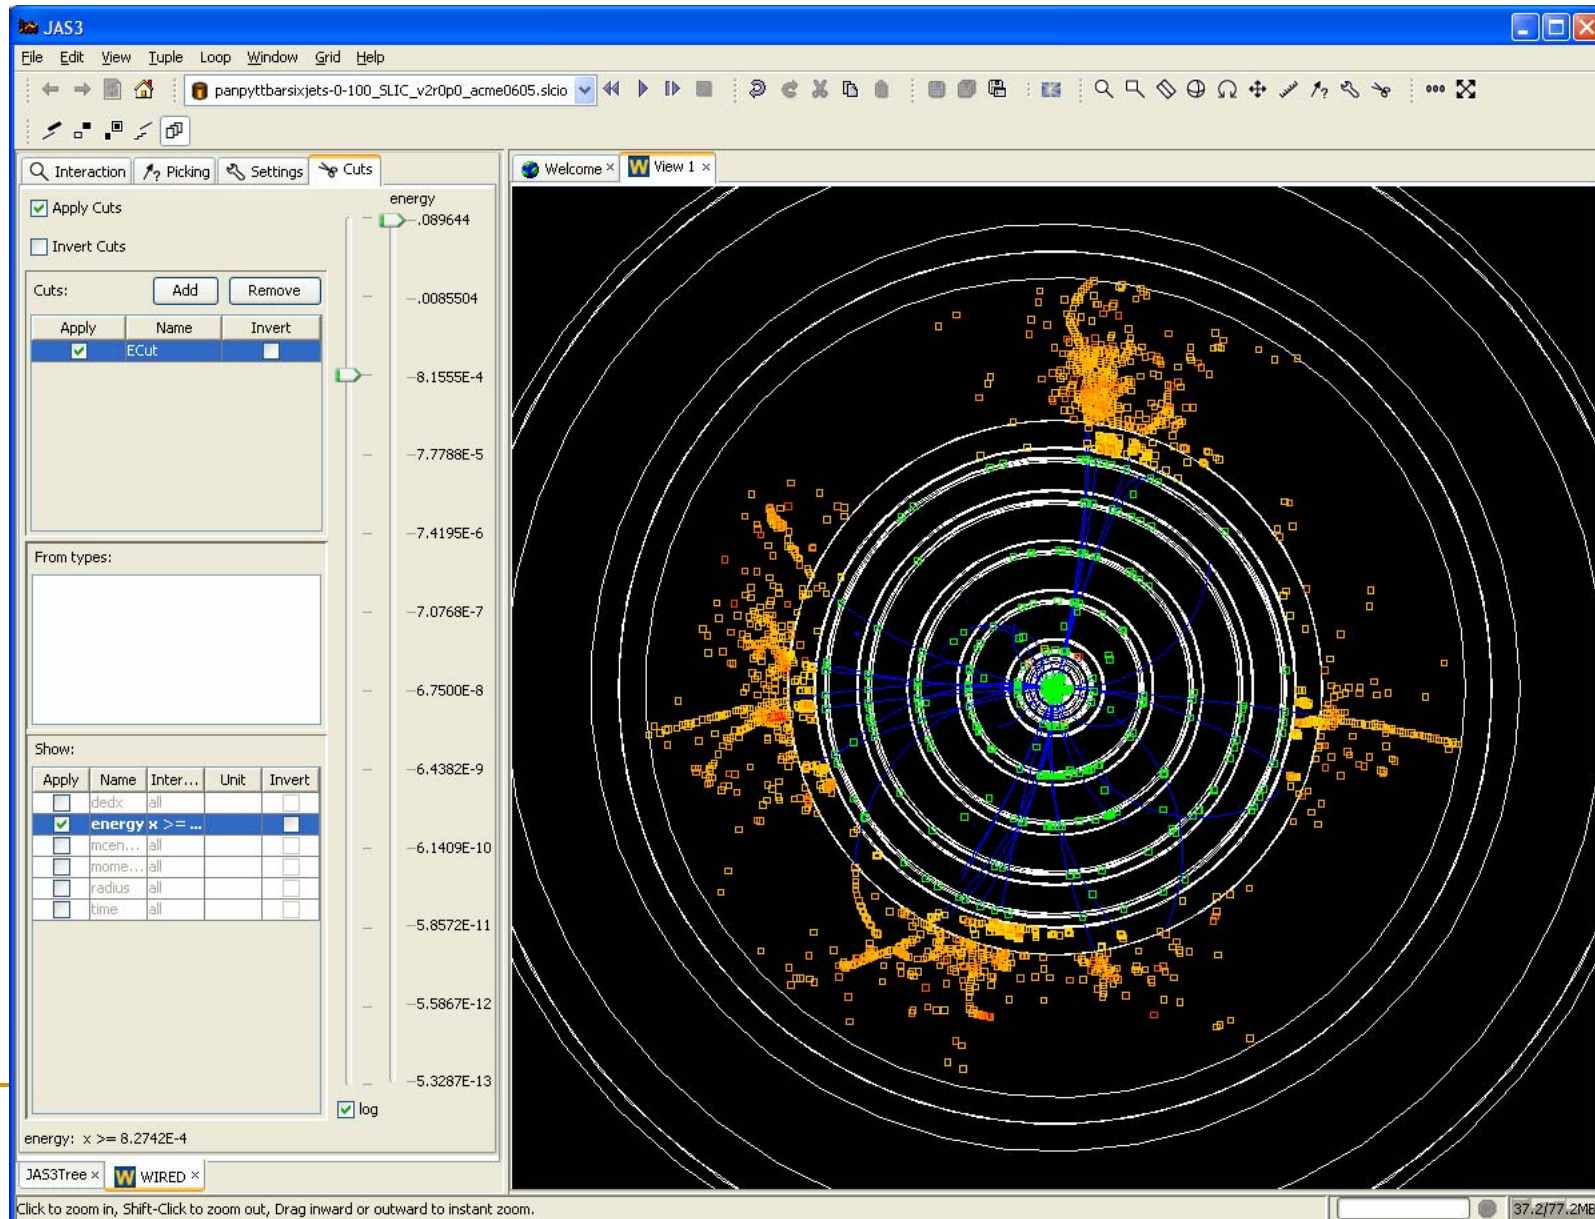 JAS3
File Edit View Tuple Loop Window Grid Help
panpyttbarsixjets-0-100_SLIC_v2r0p0_acme0605.slcio
Interaction Picking Settings Cuts
Welcome × View 1 ×
Apply Cuts
Invert Cuts
Cuts: Add Remove
Apply Name Invert
ECut
From types:
Show:
Apply Name Inter... Unit Invert
dedx all
energy x >= ...
mcen... all
mome... all
radius all
time all
energy
.089644
.0085504
8.1555E-4
7.7788E-5
7.4195E-6
7.0768E-7
6.7500E-8
6.4382E-9
6.1409E-10
5.8572E-11
5.5867E-12
5.3287E-13
log
energy: x >= 8.2742E-4
JAS3Tree × W WIRED ×
Click to zoom in, Shift-Click to zoom out, Drag inward or outward to instant zoom.
37.2/77.2MB